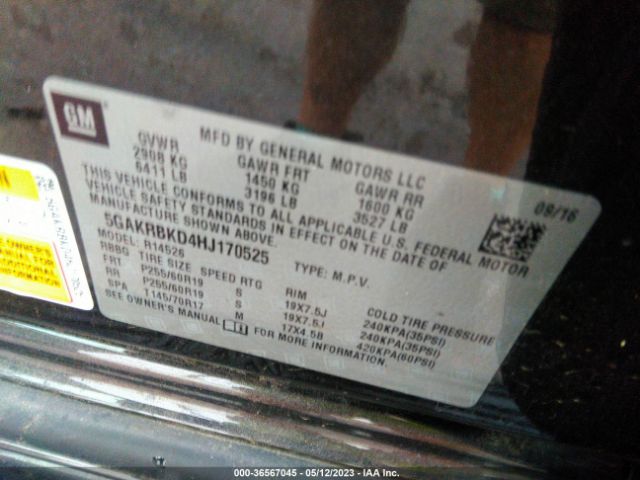 GM
MFD BY GENERAL MOTORS LLC
08/16
GVWR GAWR FRT GAWR RR
2908 KG 1450 KG 1600 KG
6411 LB 3196 LB 3527 LB
THIS VEHICLE CONFORMS TO ALL APPLICABLE U.S. FEDERAL MOTOR
VEHICLE SAFETY STANDARDS IN EFFECT ON THE DATE OF
MANUFACTURE SHOWN ABOVE.
5GAKRBKD4HJ170525 TYPE: M.P.V.
MODEL: R14526
RBBG TIRE SIZE SPEED RTG RIM COLD TIRE PRESSURE
FRT P255/60R19 S 19X7.5J 240KPA(35PSI)
RR P255/60R19 S 19X7.5J 240KPA(35PSI)
SPA T145/70R17 M 17X4.5B 420KPA(60PSI)
SEE OWNER'S MANUAL FOR MORE INFORMATION.
000-36567045 - 05/12/2023 - IAA Inc.